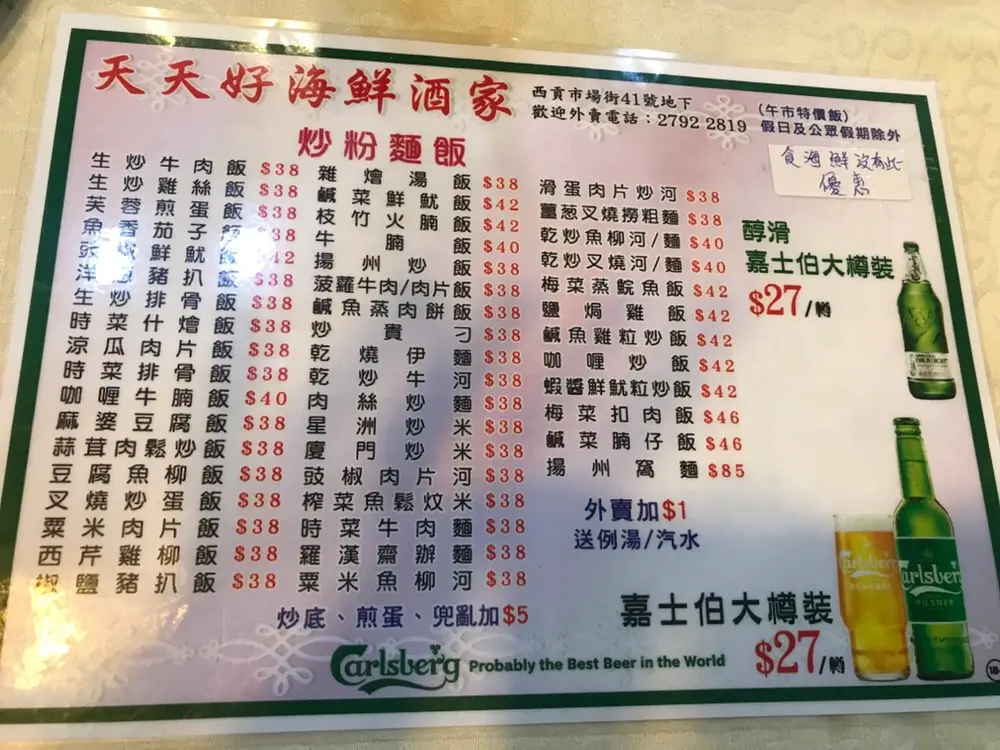 天天好海鮮酒家
西貢市場街41號地下
歡迎外賣電話：2792 2819
（午市特價飯）
假日及公眾假期除外
食海鮮沒有此
優惠
炒粉麵飯
生炒牛肉飯 $38
生炒雞絲飯 $38
芙蓉煎蛋飯 $38
魚香茄子飯 $38
豉椒鮮魷飯 $42
洋蔥豬扒飯 $38
生炒排骨飯 $38
時菜什燴飯 $38
涼瓜肉片飯 $38
時菜排骨飯 $38
咖喱牛腩飯 $40
麻婆豆腐飯 $38
蒜茸肉鬆炒飯 $38
豆腐魚柳飯 $38
叉燒炒蛋飯 $38
粟米肉片飯 $38
西芹雞柳飯 $38
椒鹽豬扒飯 $38
雜燴湯飯 $38
鹹菜鮮魷飯 $42
枝竹火腩飯 $42
牛腩飯 $40
揚州炒飯 $38
菠蘿牛肉/肉片飯 $38
鹹魚蒸肉餅飯 $38
炒貴刁 $38
乾燒伊麵 $38
乾炒牛河 $38
肉絲炒麵 $38
星洲炒米 $38
廈門炒米 $38
豉椒肉片河 $38
榨菜魚鬆炆米 $38
時菜牛肉麵 $38
羅漢齋辦麵 $38
粟米魚柳河 $38
滑蛋肉片炒河 $38
薑葱叉燒撈粗麵 $38
乾炒魚柳河/麵 $40
乾炒叉燒河/麵 $40
梅菜蒸鯇魚飯 $42
鹽焗雞飯 $42
鹹魚雞粒炒飯 $42
咖喱炒飯 $42
蝦醬鮮魷粒炒飯 $42
梅菜扣肉飯 $46
鹹菜腩仔飯 $46
揚州窩麵 $85
外賣加$1
送例湯/汽水
炒底、煎蛋、兜亂加$5
醇滑
嘉士伯大樽裝
$27/樽
嘉士伯大樽裝
$27/樽
Carlsberg Probably the Best Beer in the World
Carlsberg
Carlsberg
PILSNER